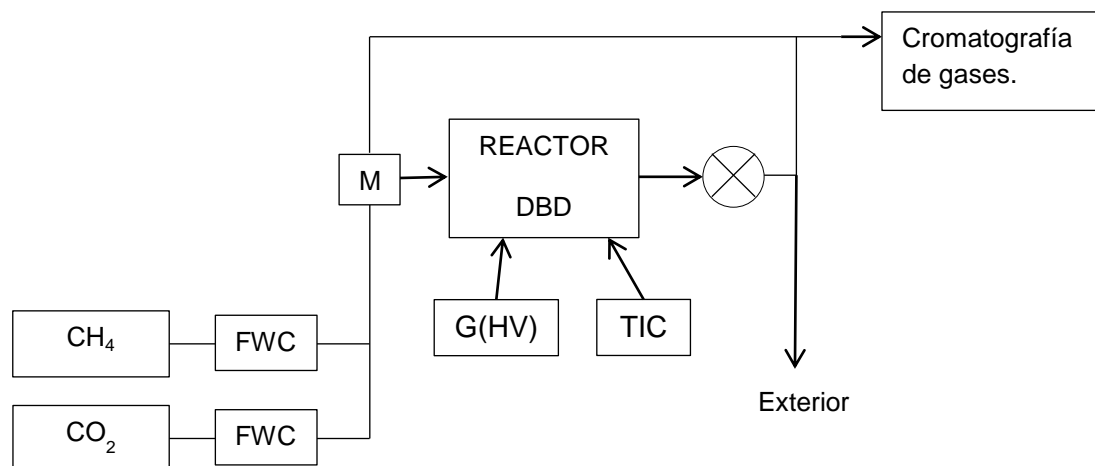 Cromatografía
de gases.
REACTOR
DBD
M
G(HV)
TIC
CH₄
FWC
Exterior
CO₂
FWC